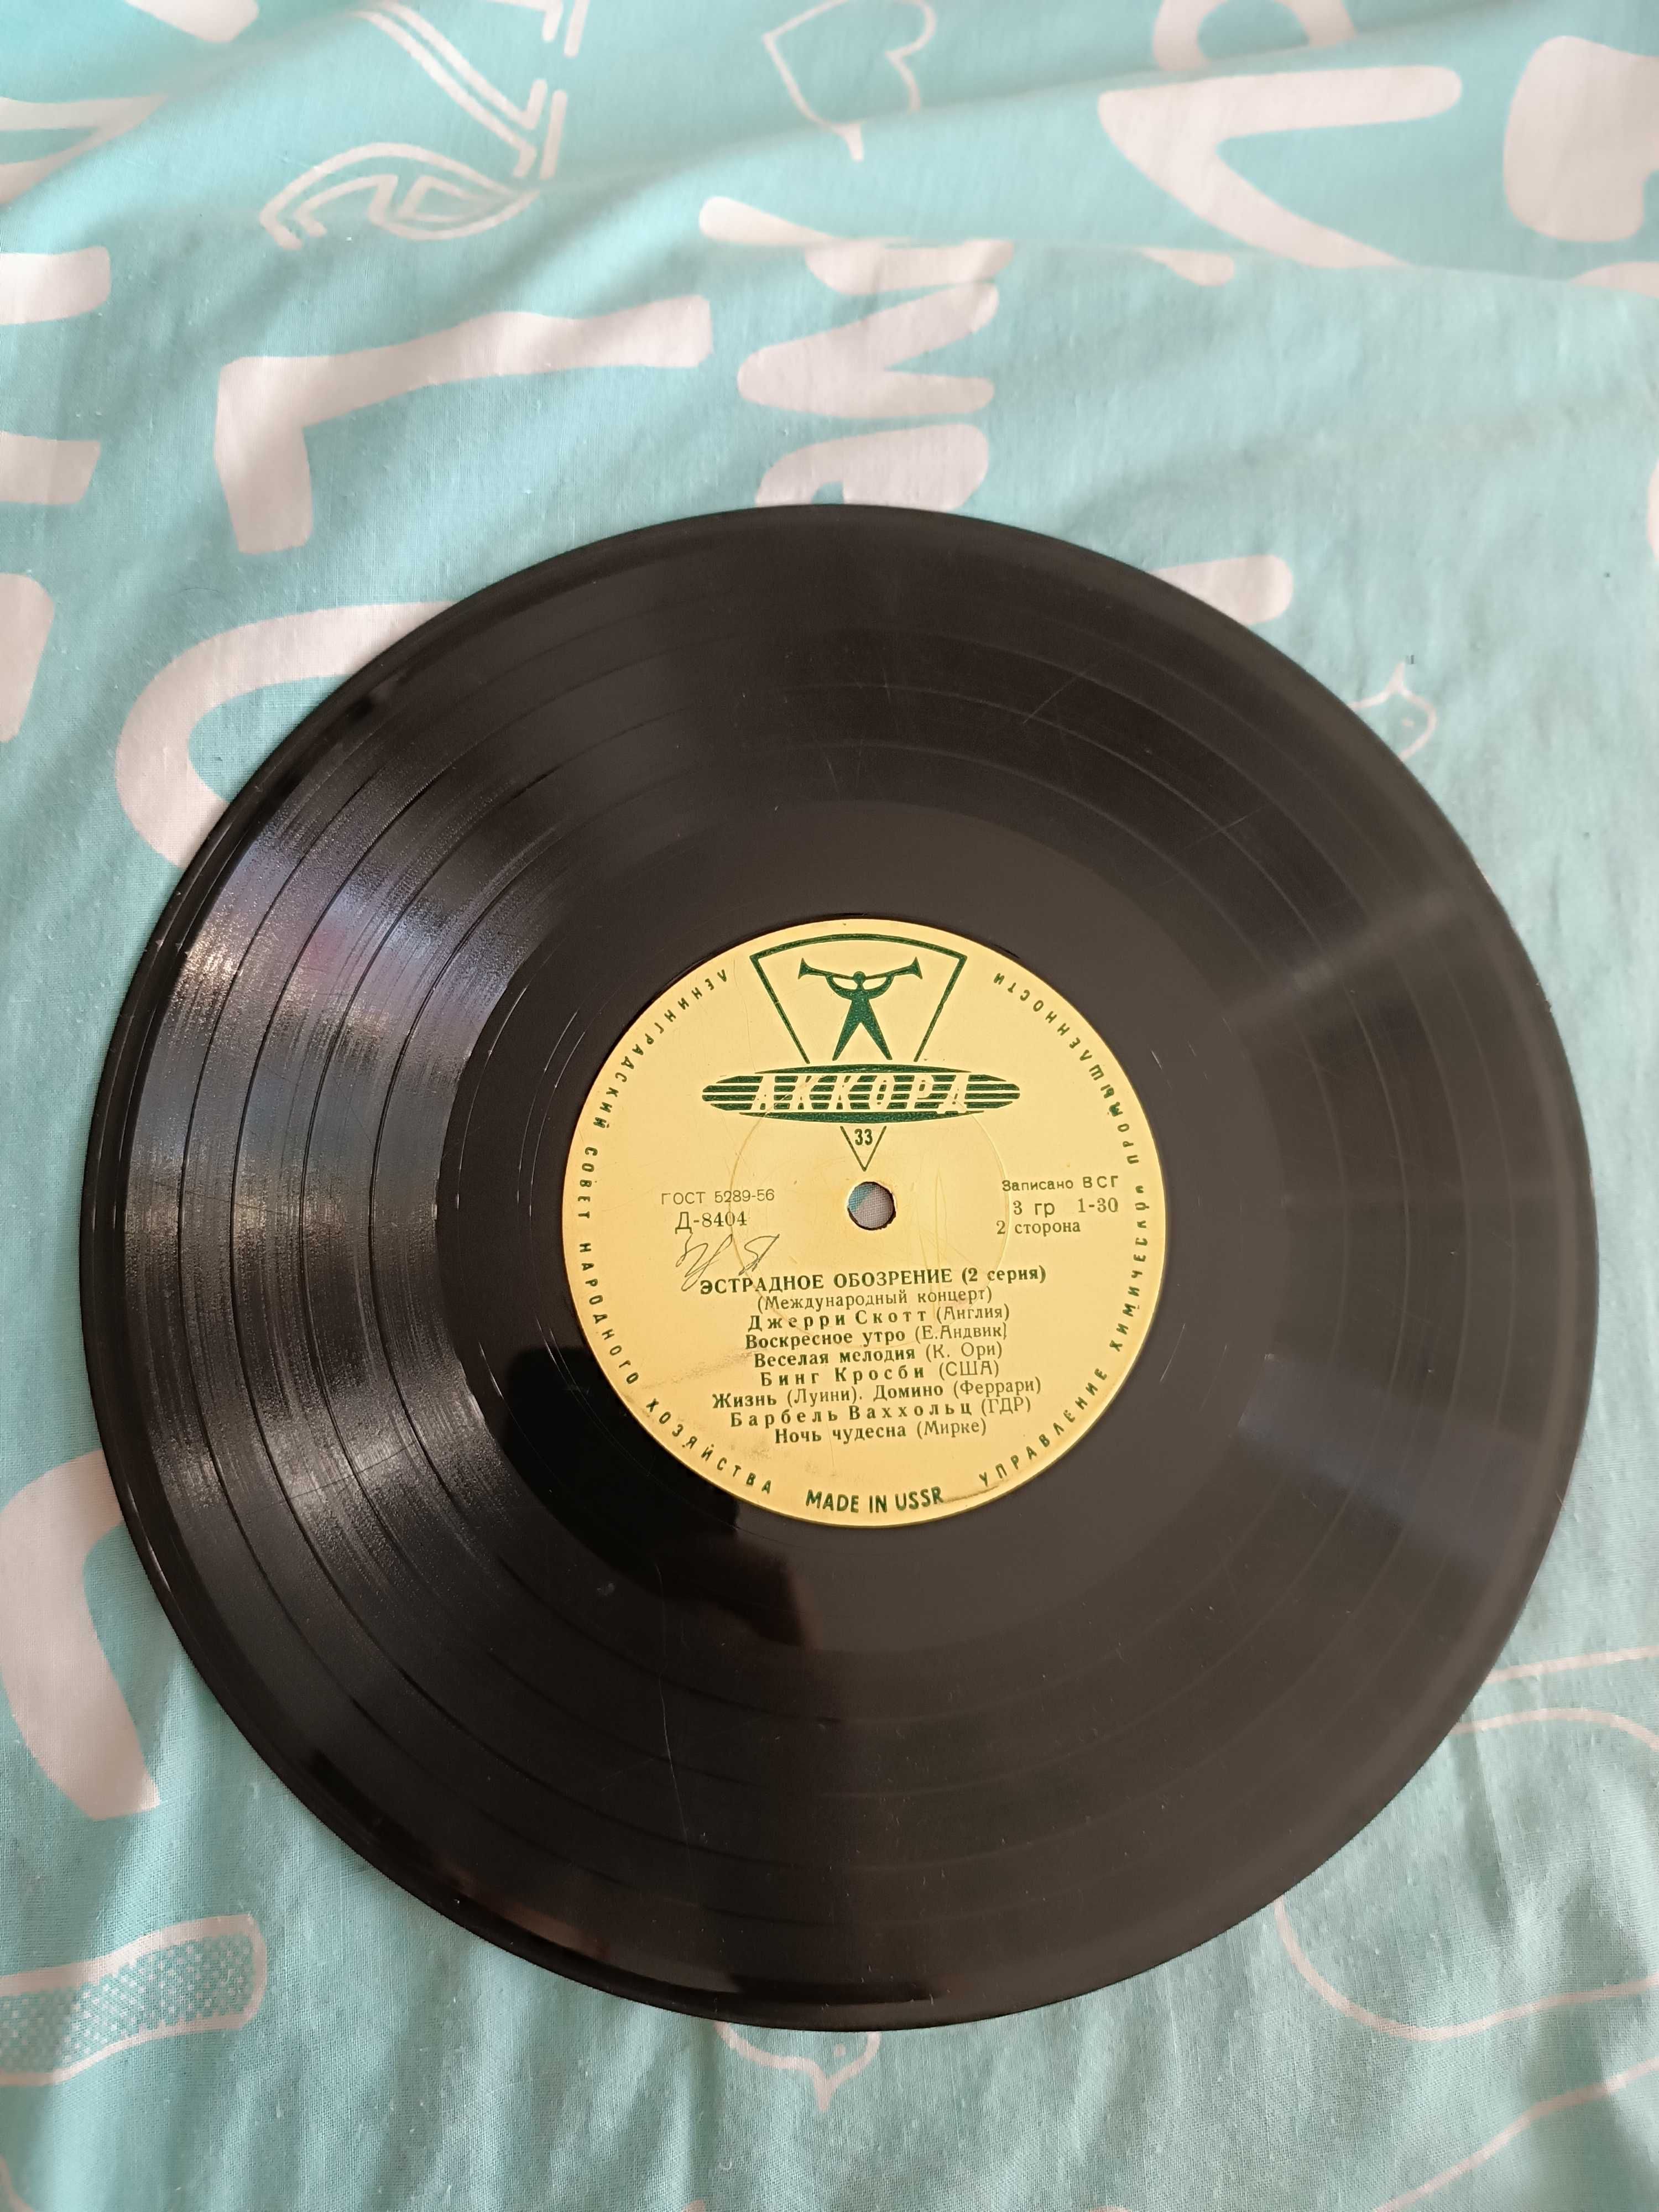 АККОРД
33
ЛЕНИНГРАДСКИЙ СОВЕТ НАРОДНОГО ХОЗЯЙСТВА
УПРАВЛЕНИЕ ХИМИЧЕСКОЙ ПРОМЫШЛЕННОСТИ
ГОСТ 5289-56
Д-8404
Записано ВСГ
3 гр 1-30
2 сторона
ЭСТРАДНОЕ ОБОЗРЕНИЕ (2 серия)
(Международный концерт)
Джерри Скотт (Англия)
Воскресное утро (Е.Андвик)
Веселая мелодия (К. Ори)
Бинг Кросби (США)
Жизнь (Луини). Домино (Феррари)
Барбель Ваххольц (ГДР)
Ночь чудесна (Мирке)
MADE IN USSR